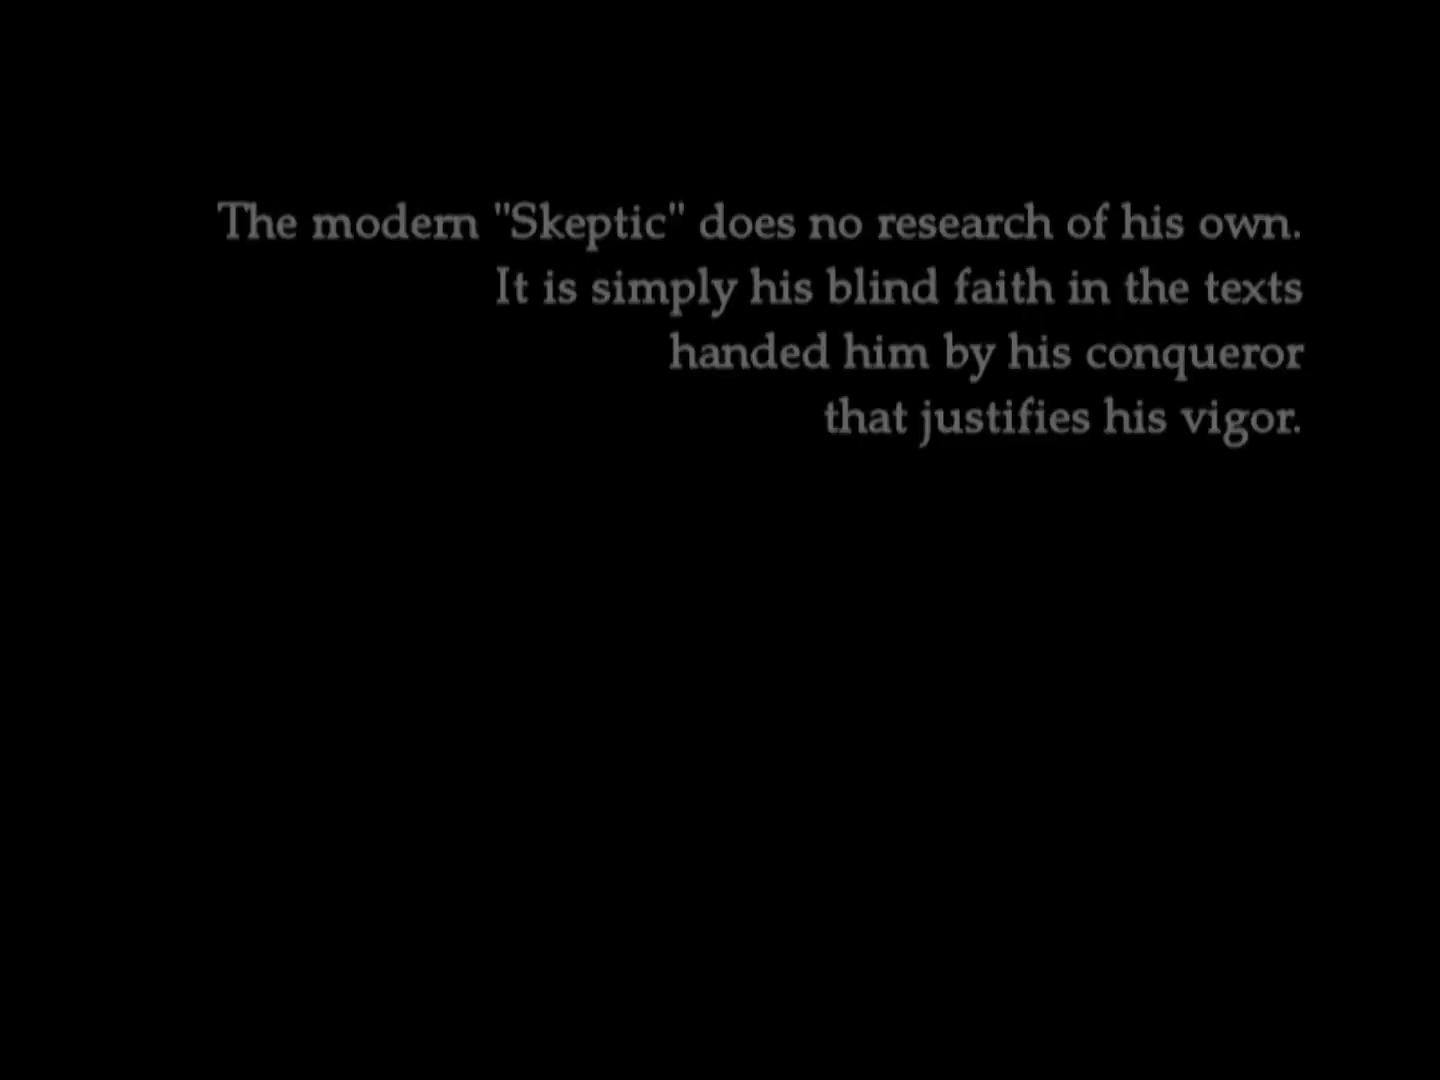 The modern "Skeptic" does no research of his own.
It is simply his blind faith in the texts
handed him by his conqueror
that justifies his vigor.